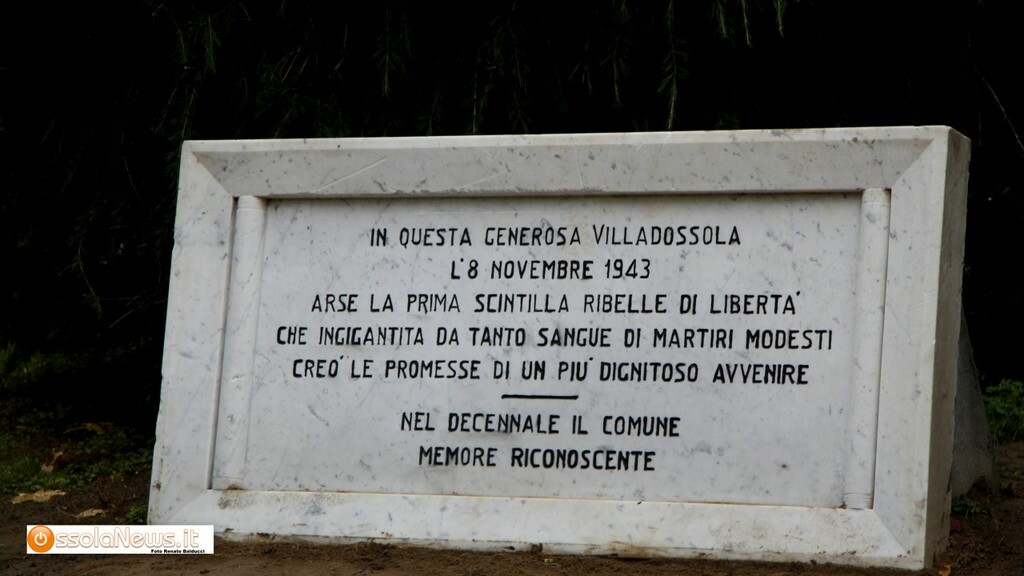 IN QUESTA GENEROSA VILLADOSSOLA
L'8 NOVEMBRE 1943
ARSE LA PRIMA SCINTILLA RIBELLE DI LIBERTA'
CHE INGIGANTITA DA TANTO SANGUE DI MARTIRI MODESTI
CREO' LE PROMESSE DI UN PIU' DIGNITOSO AVVENIRE
NEL DECENNALE IL COMUNE
MEMORE RICONOSCENTE
OssolaNews.it
Foto Renato Balducci